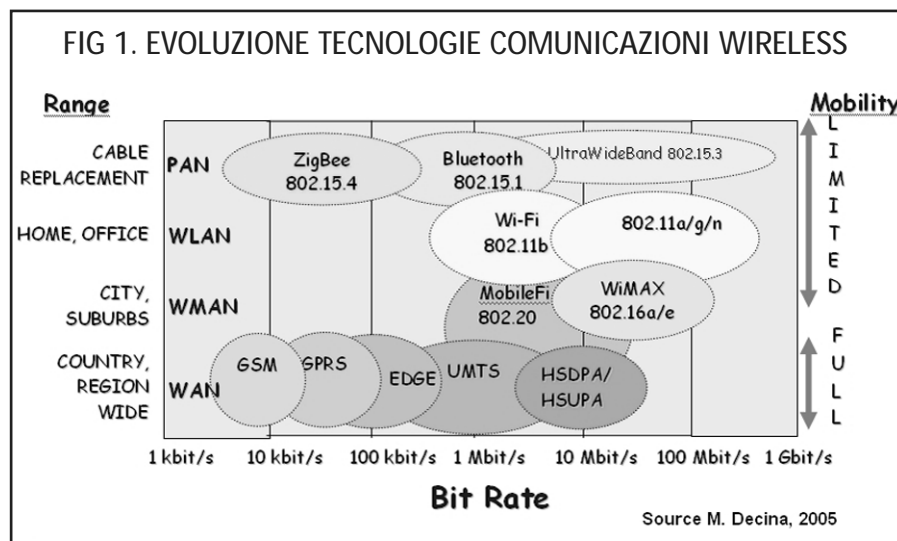 FIG 1. EVOLUZIONE TECNOLOGIE COMUNICAZIONI WIRELESS
Range
Mobility
CABLE
REPLACEMENT
PAN
ZigBee
802.15.4
Bluetooth
802.15.1
UltraWideBand 802.15.3
HOME, OFFICE
WLAN
Wi-Fi
802.11b
802.11a/g/n
CITY,
SUBURBS
WMAN
MobileFi
802.20
WiMAX
802.16a/e
COUNTRY,
REGION
WIDE
WAN
GSM
GPRS
EDGE
UMTS
HSDPA/
HSUPA
L
I
M
I
T
E
D
F
U
L
L
1 kbit/s 10 kbit/s 100 kbit/s 1 Mbit/s 10 Mbit/s 100 Mbit/s 1 Gbit/s
Bit Rate
Source M. Decina, 2005